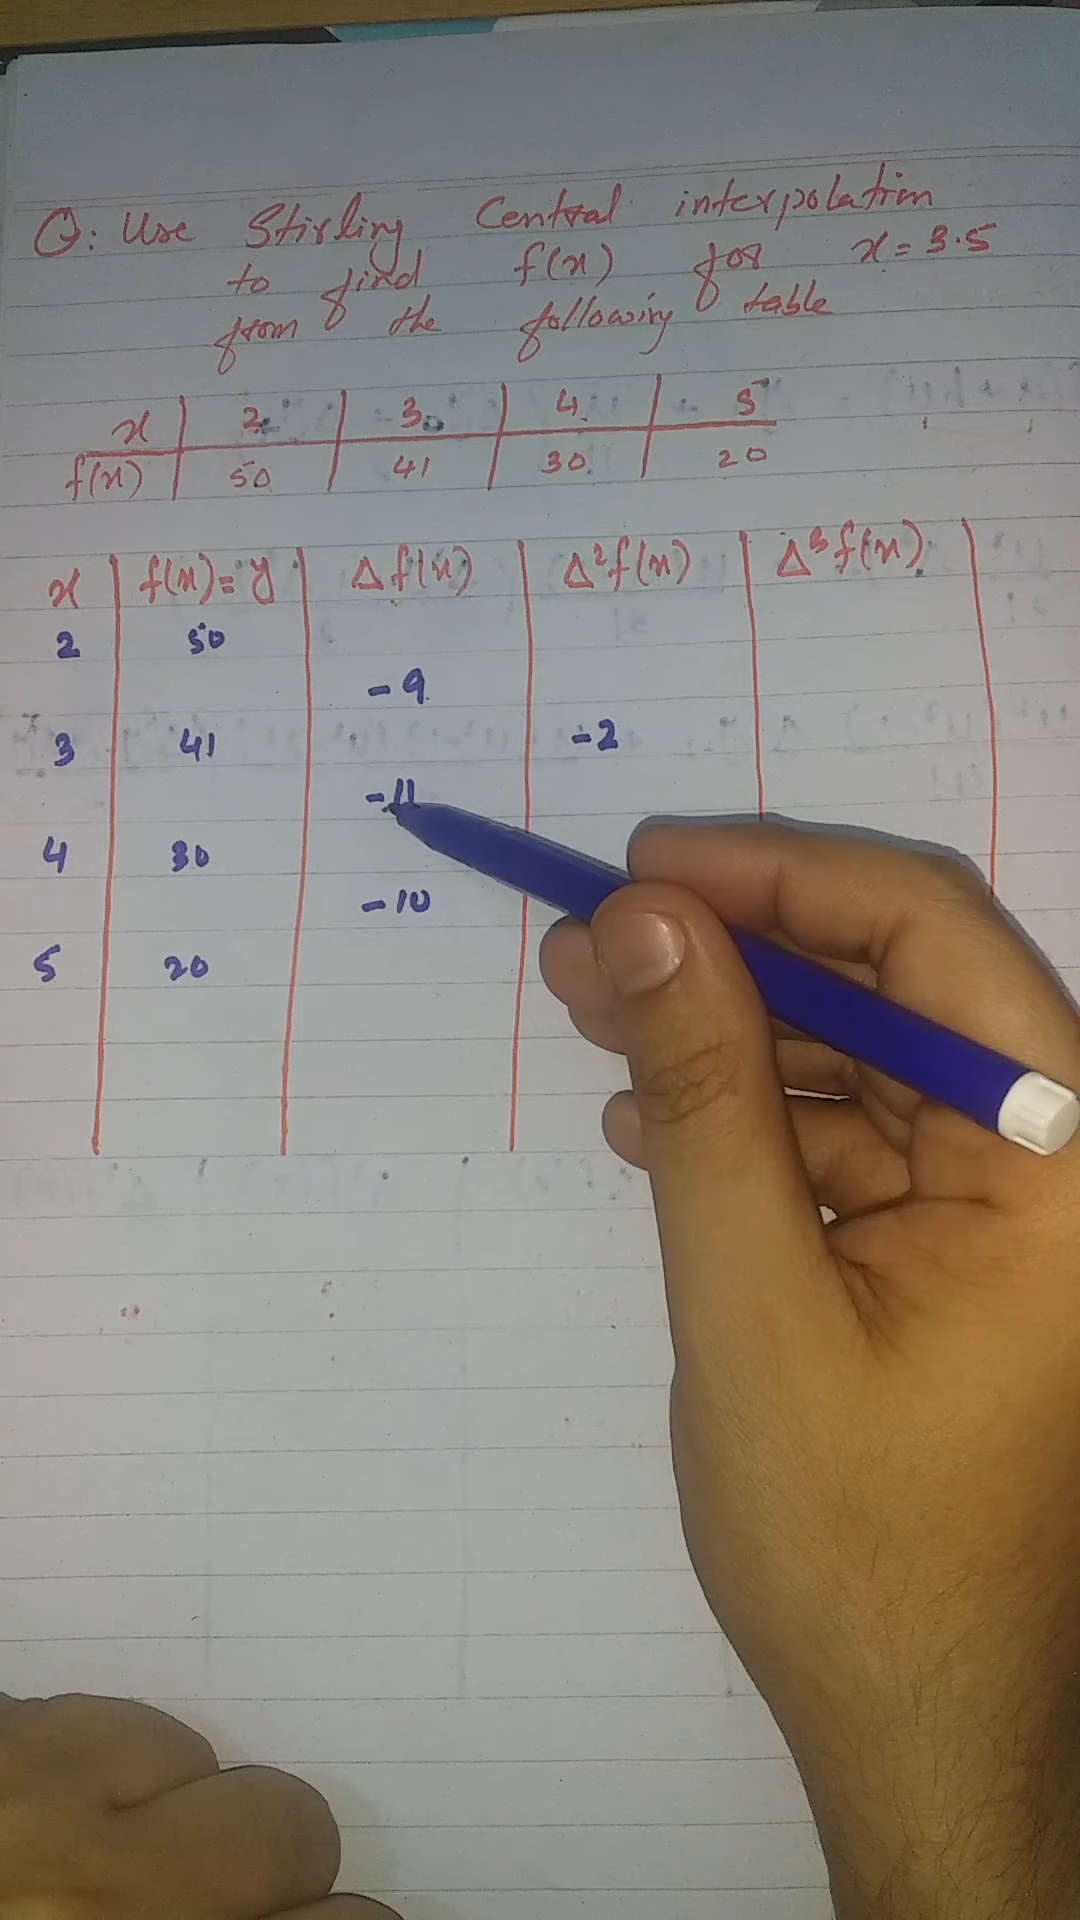 Q: Use Stirling Central interpolation
to find f(x) for x = 3.5
from the following table
x 2 3 4 5
f(x) 50 41 30 20
x f(x) = y Δf(x) Δ²f(x) Δ³f(x)
2 50
-9
3 41 -2
-11
4 30
-10
5 20